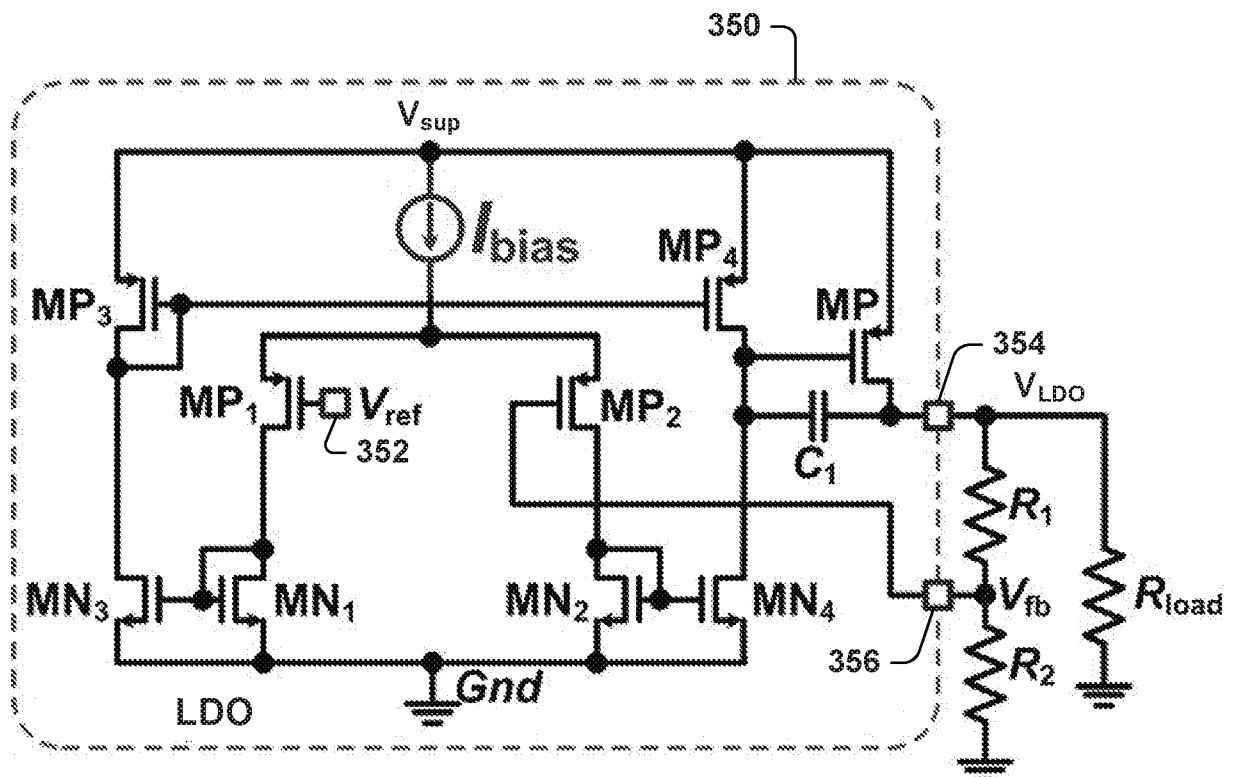 350
Vsup
Ibias
MP4
MP3
MP
354
MP1
Vref
MP2
VLDO
352
C1
R1
MN3
MN1
MN2
MN4
Vfb
Rload
356
R2
Gnd
LDO